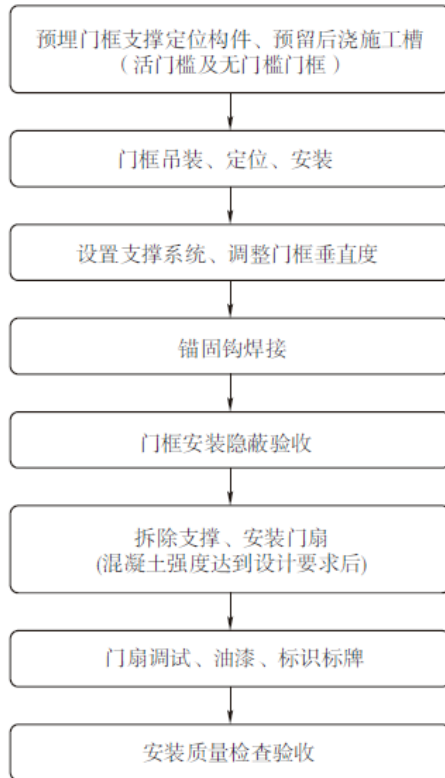 预埋门框支撑定位构件、预留后浇施工槽
（活门槛及无门槛门框）
门框吊装、定位、安装
设置支撑系统、调整门框垂直度
锚固钩焊接
门框安装隐蔽验收
拆除支撑、安装门扇
(混凝土强度达到设计要求后)
门扇调试、油漆、标识标牌
安装质量检查验收